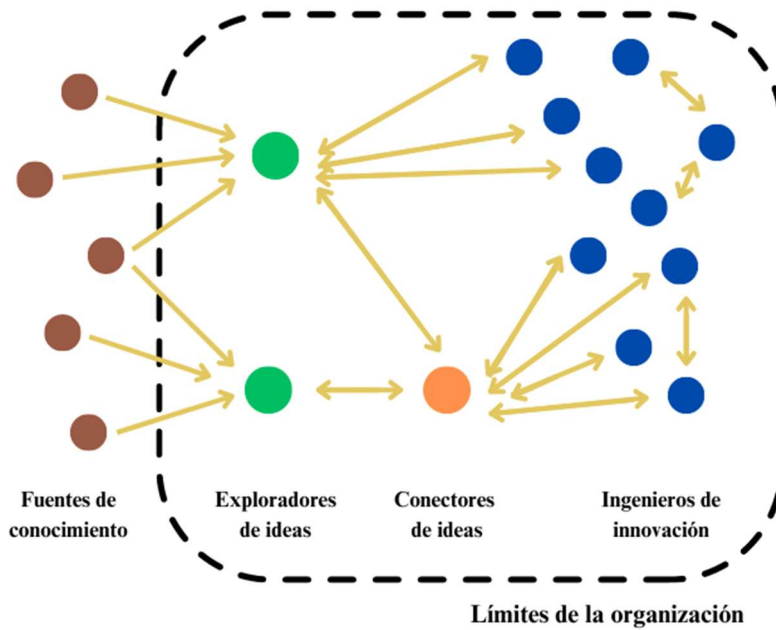 Fuentes de
conocimiento
Exploradores
de ideas
Conectores
de ideas
Ingenieros de
innovación
Límites de la organización